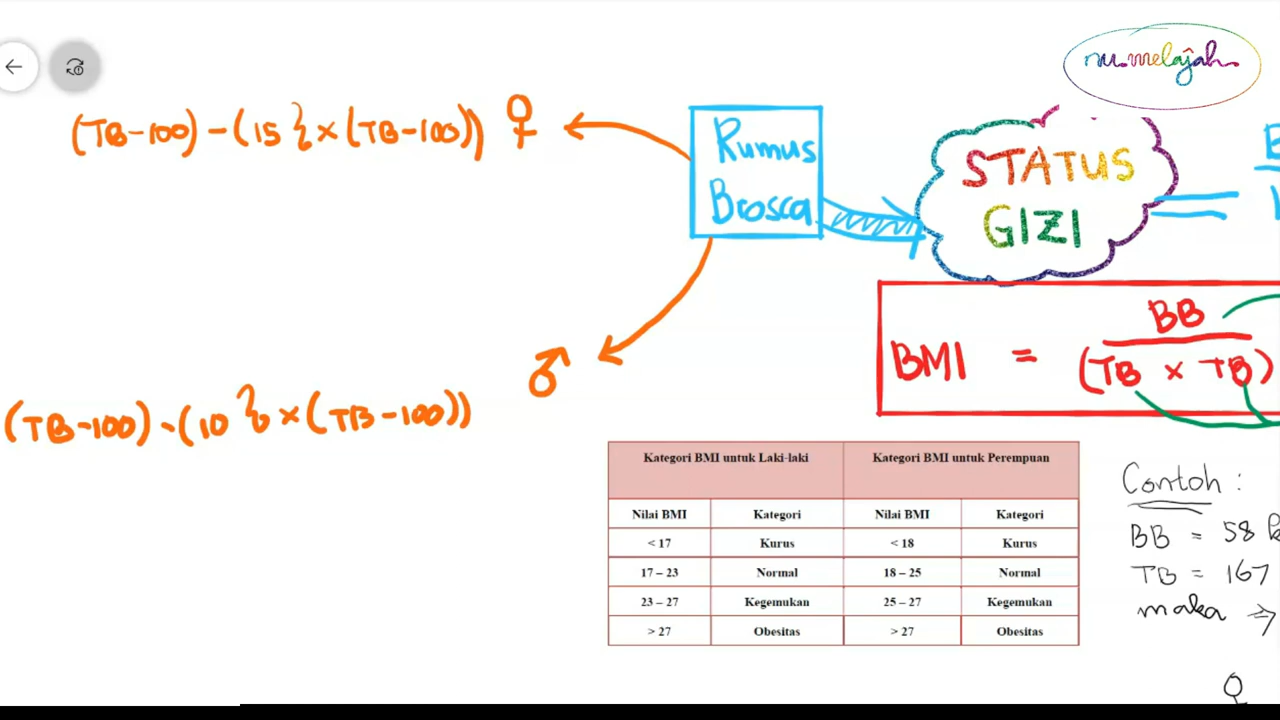 nu.melajah
(TB-100) - (15 % × (TB-100)) ♀
Rumus
Brosca
STATUS
GIZI
BMI = BB
(TB × TB)
♂
(TB-100) - (10 % × (TB-100))
Kategori BMI untuk Laki-laki Kategori BMI untuk Perempuan
Nilai BMI Kategori Nilai BMI Kategori
< 17 Kurus < 18 Kurus
17 – 23 Normal 18 – 25 Normal
23 – 27 Kegemukan 25 – 27 Kegemukan
> 27 Obesitas > 27 Obesitas
Contoh :
BB = 58
TB = 167
maka ⇒